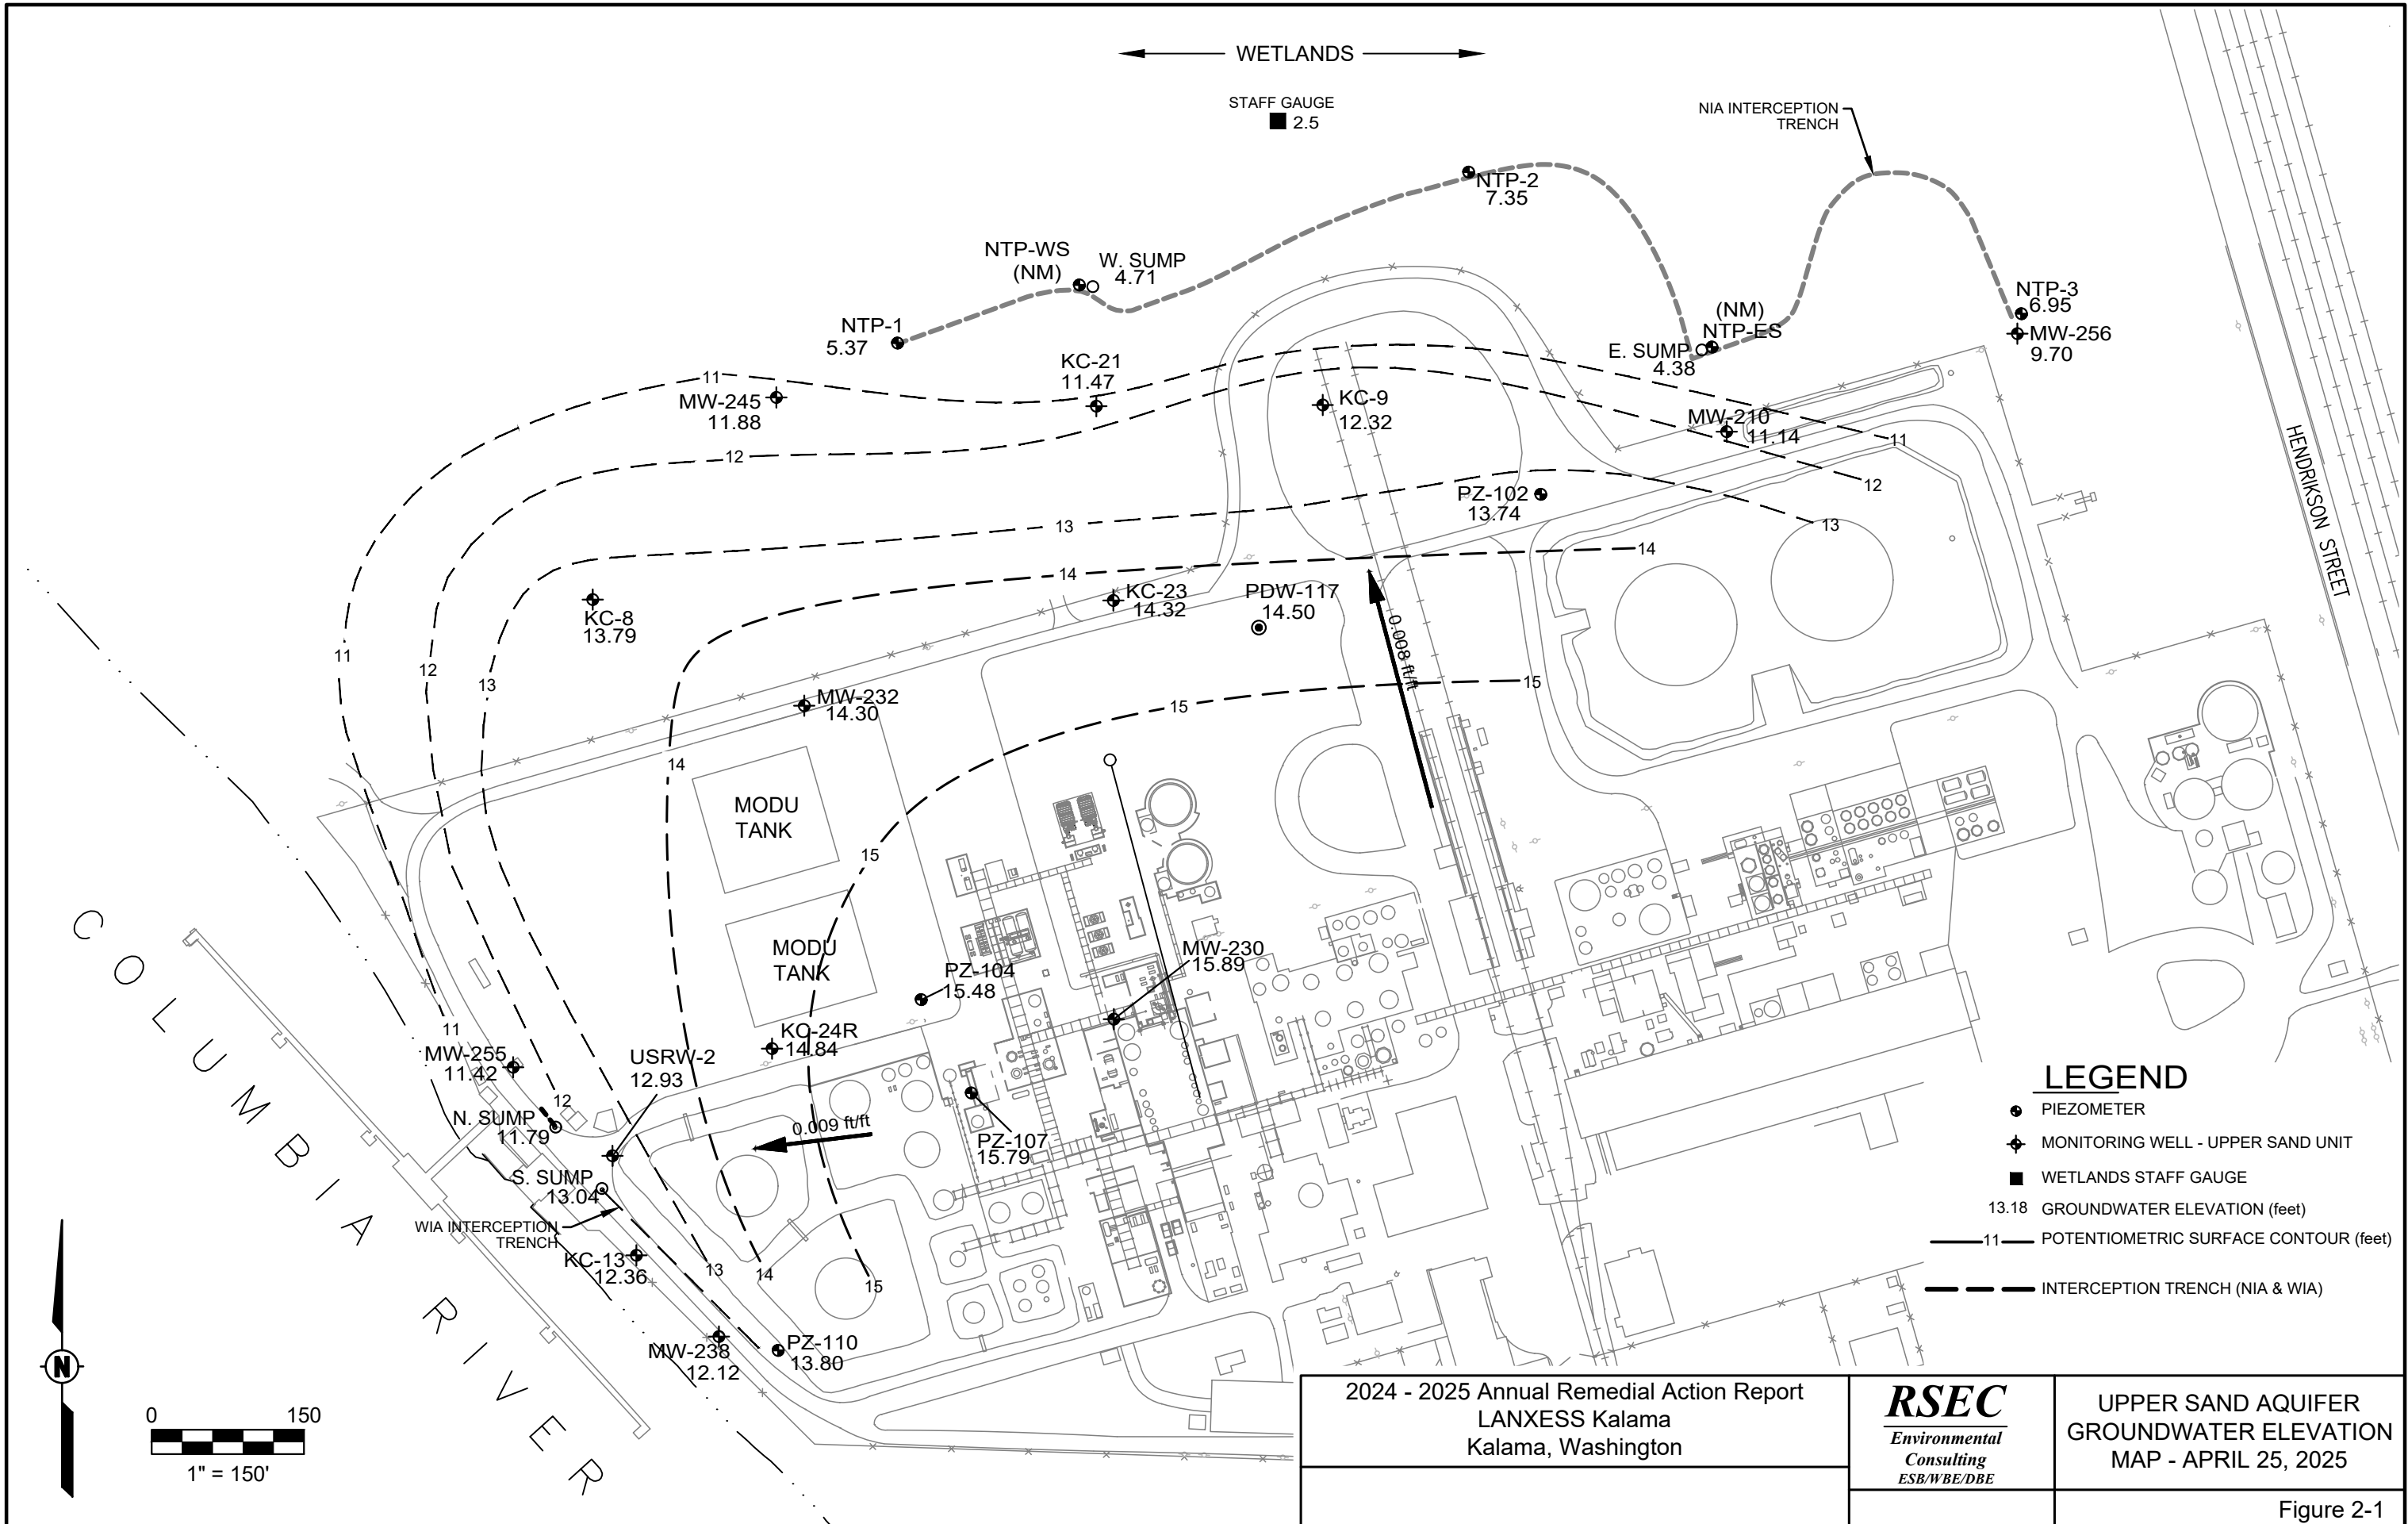 WETLANDS
STAFF GAUGE
2.5
NIA INTERCEPTION
TRENCH
NTP-2
7.35
NTP-WS
(NM)
W. SUMP
4.71
NTP-1
5.37
NTP-3
6.95
MW-256
9.70
(NM)
NTP-ES
E. SUMP
4.38
KC-21
11.47
11
MW-245
11.88
KC-9
12.32
MW-210
11.14
11
12
12
PZ-102
13.74
13
13
14
14
HENDRIKSON STREET
KC-8
13.79
KC-23
14.32
PDW-117
14.50
0.008 ft/ft
11
12
13
15
15
MW-232
14.30
14
MODU
TANK
15
MODU
TANK
MW-230
15.89
PZ-104
15.48
KC-24R
14.84
11
MW-255
11.42
USRW-2
12.93
12
N. SUMP
11.79
0.009 ft/ft
PZ-107
15.79
S. SUMP
13.04
WIA INTERCEPTION
TRENCH
KC-13
12.36
13
14
15
MW-238
12.12
PZ-110
13.80
COLUMBIA RIVER
N
0 150
1" = 150'
LEGEND
PIEZOMETER
MONITORING WELL - UPPER SAND UNIT
WETLANDS STAFF GAUGE
13.18 GROUNDWATER ELEVATION (feet)
11 POTENTIOMETRIC SURFACE CONTOUR (feet)
INTERCEPTION TRENCH (NIA & WIA)
2024 - 2025 Annual Remedial Action Report
LANXESS Kalama
Kalama, Washington
RSEC
Environmental
Consulting
ESB/WBE/DBE
UPPER SAND AQUIFER
GROUNDWATER ELEVATION
MAP - APRIL 25, 2025
Figure 2-1